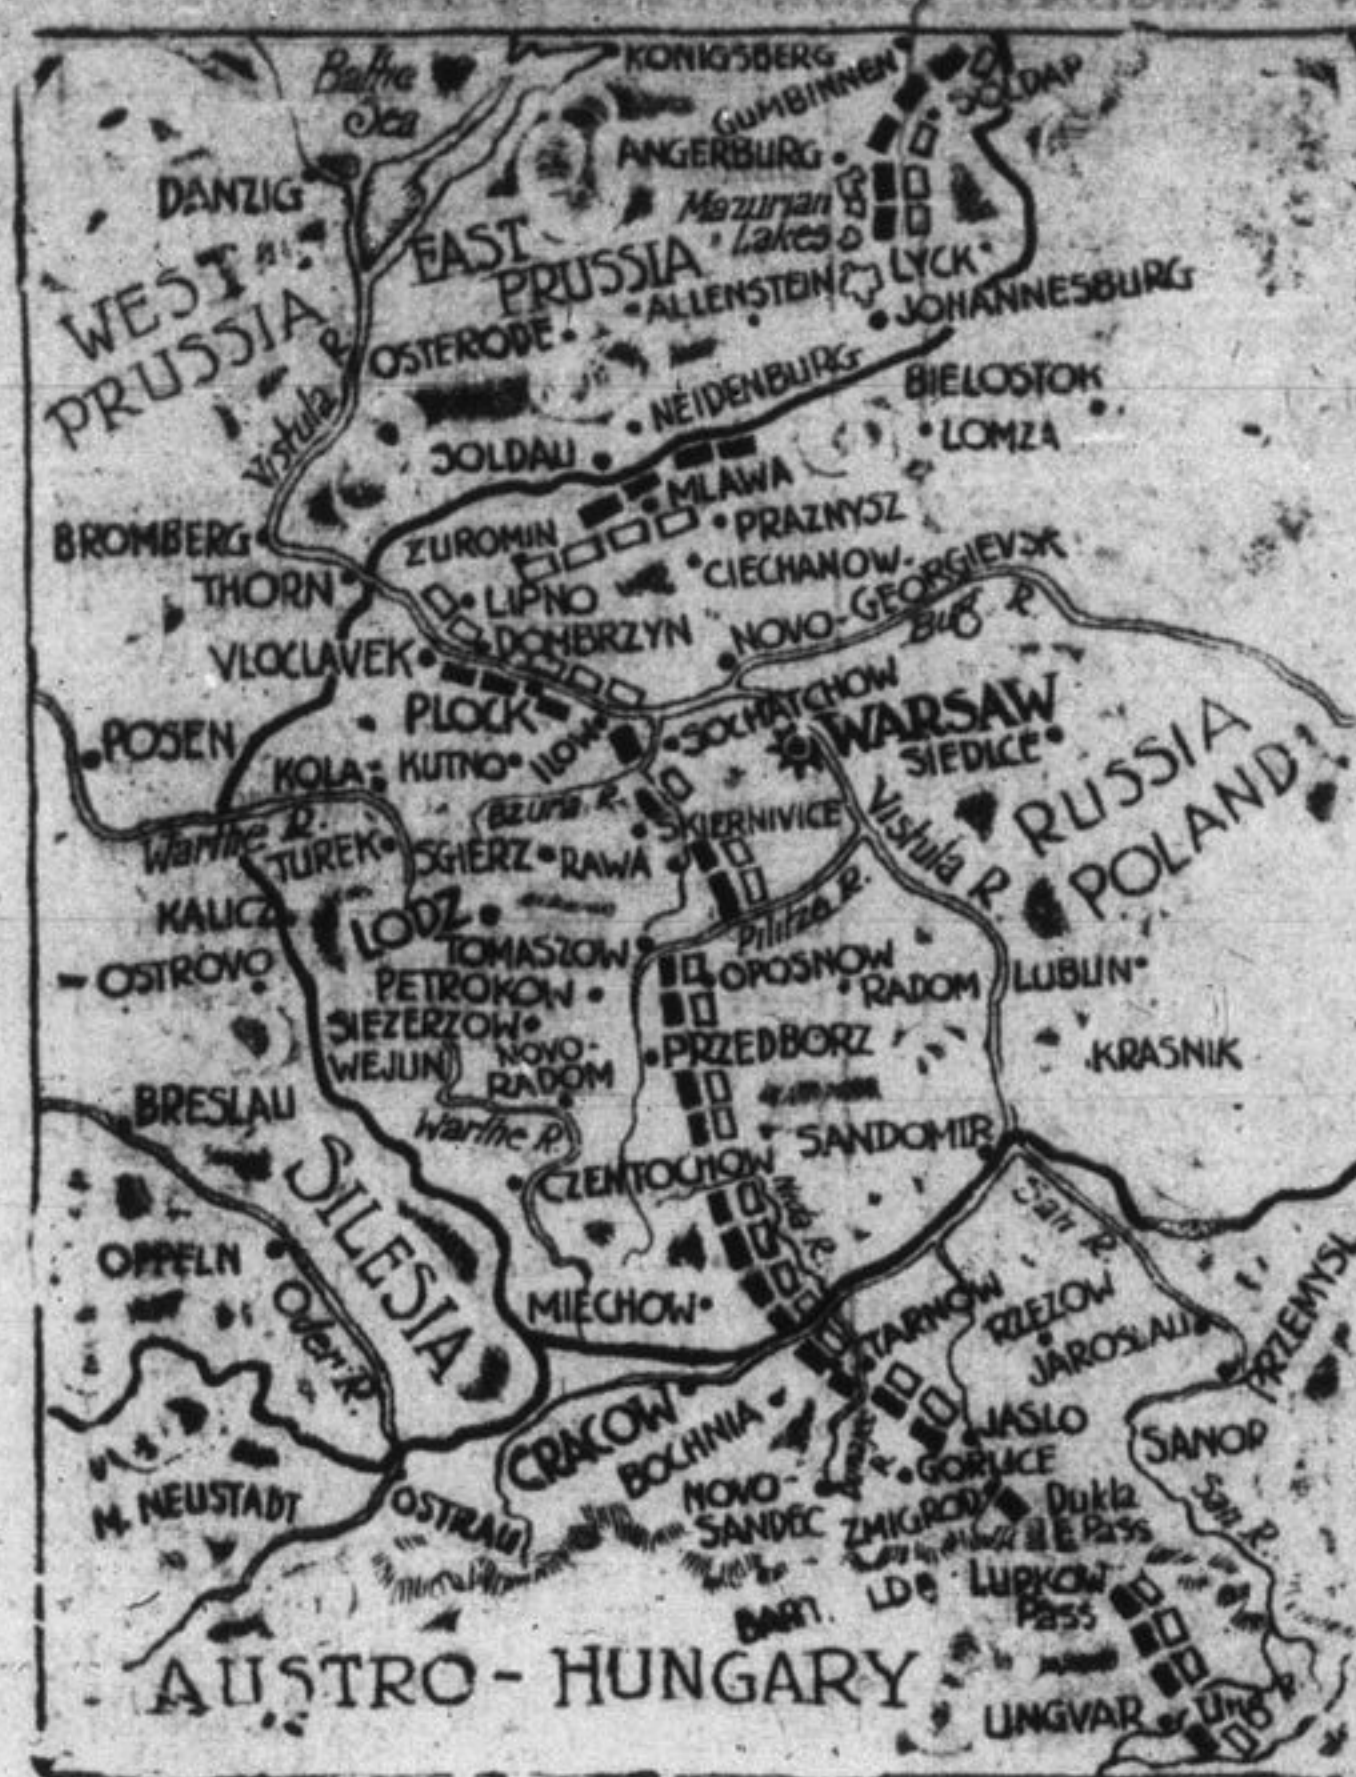 Baltic
Sea
KONIGSBERG
GUMBINNEN
SOLDAP
ANGERBURG
DANZIG
Mazurian
Lakes
EAST
PRUSSIA
LYCK
WEST
PRUSSIA
ALLENSTEIN
JOHANNESBURG
OSTERODE
Vistula R.
NEIDENBURG
BIELOSTOK
LOMZA
SOLDAU
MLAWA
BROMBERG
ZUROMIN
PRAZNYSZ
CIECHANOW
THORN
LIPNO
NOVO-GEORGIEVSK
Bug R
DOMBRZYN
VLOCLAVEK
PLOCK
SOCHATCHOW
WARSAW
SIEDLCE
POSEN
KOLA
KUTNO
ILOW
Bzura R.
RUSSIA
POLAND
Warthe R.
TUREK
SGIERZ
RAWA
SKIERNIVICE
Vistula R.
KALICZ
LODZ
Pilitza R.
OSTROVO
TOMASZOW
OPOSNOW
PETROKOW
RADOM
LUBLIN
SIEZERZOW
WEJUN
NOVO-
RADOM
PRZEDBORZ
KRASNIK
BRESLAU
Warthe R.
SANDOMIR
SILESIA
CZENTOCHOW
Nida R.
San R.
OPPELN
Oder R.
MIECHOW
TARNOW
RZEZOW
JAROSLAU
PRZEMYSL
CRACOW
BOCHNIA
JASLO
GORLICE
SANOP
San R.
N. NEUSTADT
OSTRAU
NOVO-
SANDEC
ZMIGROD
Dukla
Pass
BART.
LUPKOW
Pass
AUSTRO-HUNGARY
UNGVAR
Ung R.